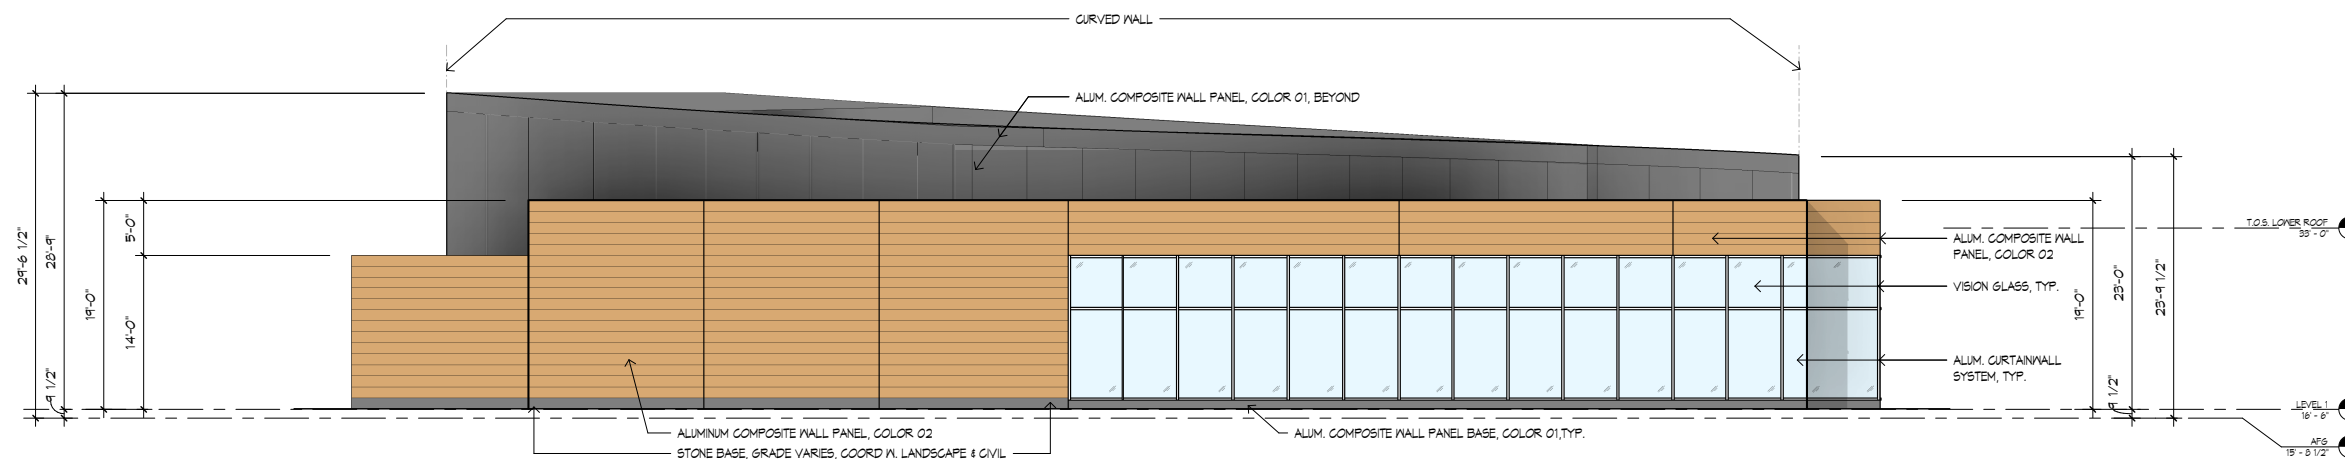 CURVED WALL
ALUM. COMPOSITE WALL PANEL, COLOR 01, BEYOND
29'-6 1/2"
28'-9"
19'-0"
5'-0"
14'-0"
9 1/2"
T.O.S. LOWER ROOF
33' - 0"
ALUM. COMPOSITE WALL
PANEL, COLOR 02
VISION GLASS, TYP.
ALUM. CURTAINWALL
SYSTEM, TYP.
19'-0"
23'-0"
23'-9 1/2"
9 1/2"
LEVEL 1
16' - 6"
AFG
15' - 8 1/2"
ALUMINUM COMPOSITE WALL PANEL, COLOR 02
STONE BASE, GRADE VARIES, COORD W. LANDSCAPE & CIVIL
ALUM. COMPOSITE WALL PANEL BASE, COLOR 01,TYP.